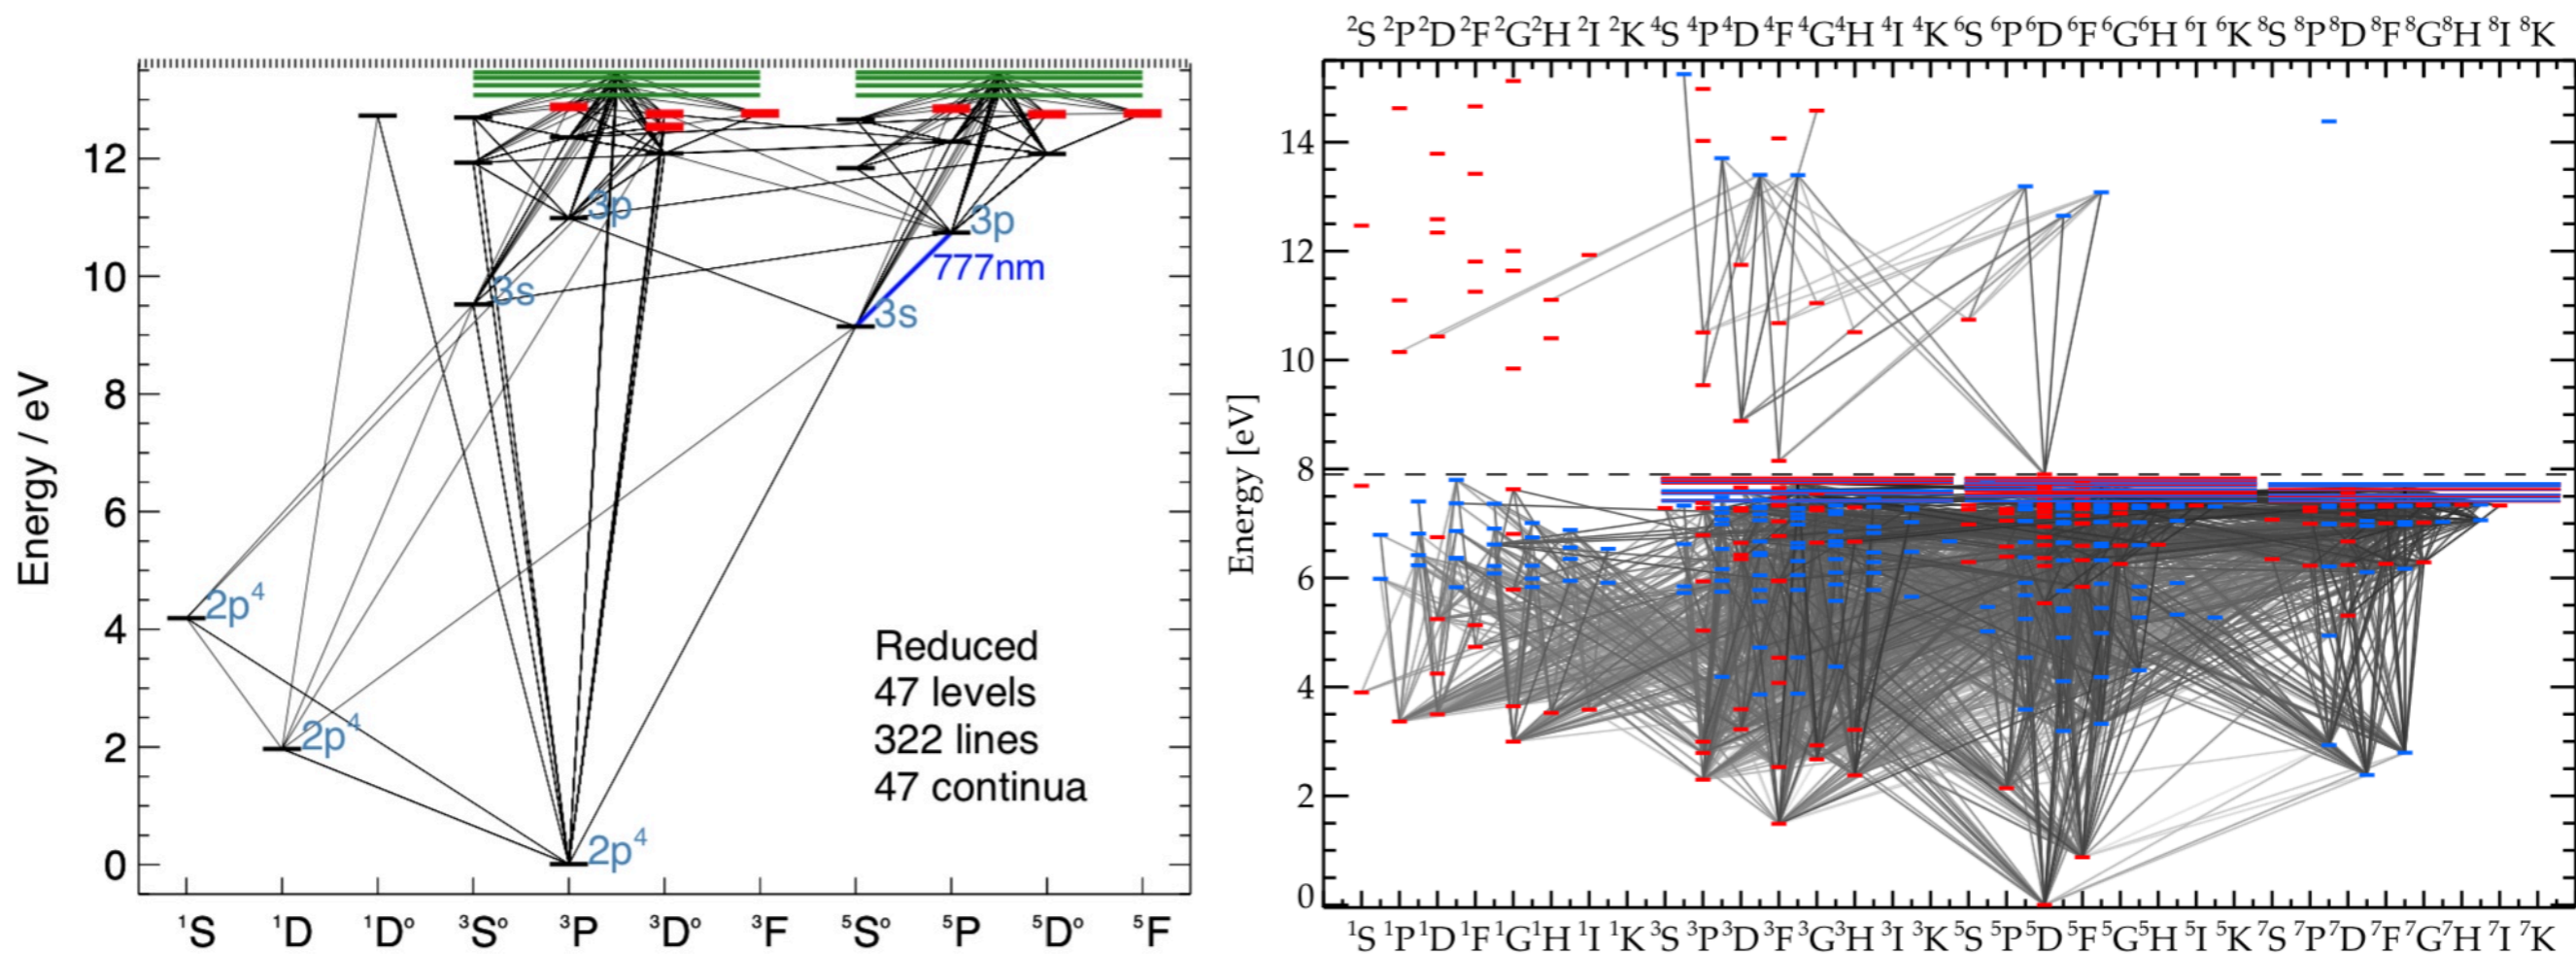 Energy / eV
12
10
8
6
4
2
0
3p
3s
3p
777nm
3s
2p⁴
2p⁴
2p⁴
Reduced
47 levels
322 lines
47 continua
¹S ¹D ¹Dᵒ ³Sᵒ ³P ³Dᵒ ³F ⁵Sᵒ ⁵P ⁵Dᵒ ⁵F
²S ²P ²D ²F ²G ²H ²I ²K ⁴S ⁴P ⁴D ⁴F ⁴G ⁴H ⁴I ⁴K ⁶S ⁶P ⁶D ⁶F ⁶G ⁶H ⁶I ⁶K ⁸S ⁸P ⁸D ⁸F ⁸G ⁸H ⁸I ⁸K
Energy [eV]
14
12
10
8
6
4
2
0
¹S ¹P ¹D ¹F ¹G ¹H ¹I ¹K ³S ³P ³D ³F ³G ³H ³I ³K ⁵S ⁵P ⁵D ⁵F ⁵G ⁵H ⁵I ⁵K ⁷S ⁷P ⁷D ⁷F ⁷G ⁷H ⁷I ⁷K